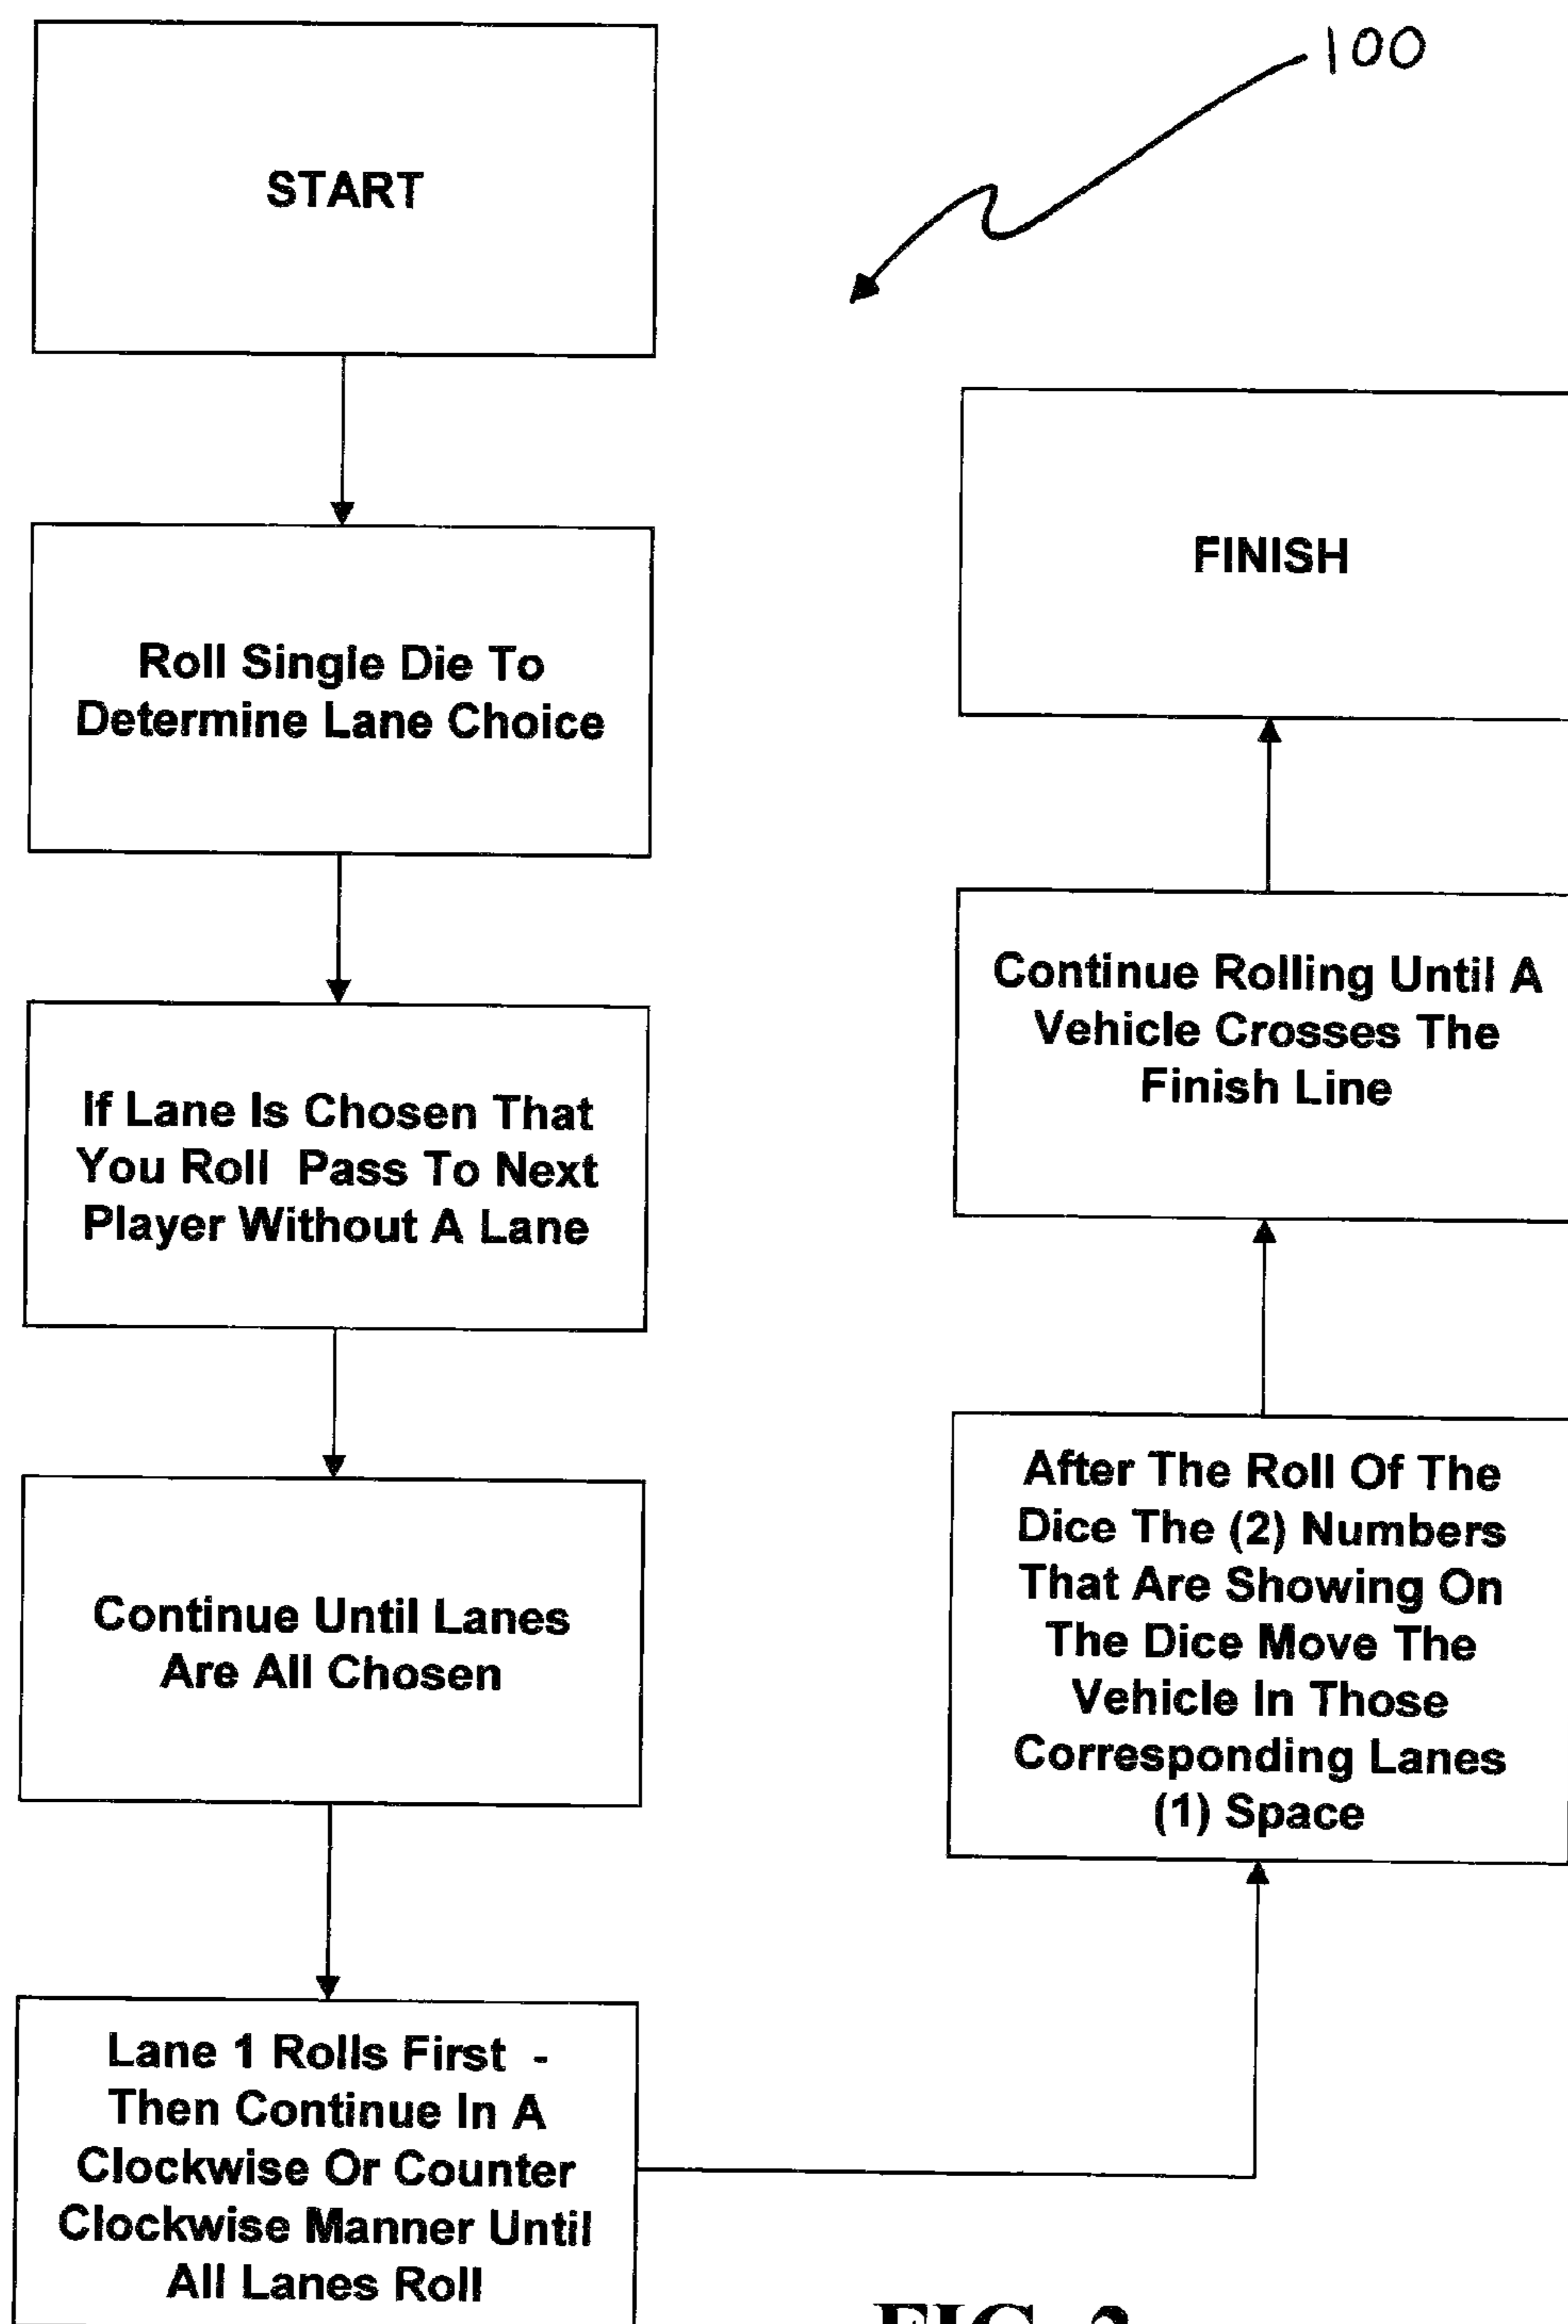 100
START
Roll Single Die To
Determine Lane Choice
If Lane Is Chosen That
You Roll Pass To Next
Player Without A Lane
Continue Until Lanes
Are All Chosen
Lane 1 Rolls First -
Then Continue In A
Clockwise Or Counter
Clockwise Manner Until
All Lanes Roll
After The Roll Of The
Dice The (2) Numbers
That Are Showing On
The Dice Move The
Vehicle In Those
Corresponding Lanes
(1) Space
Continue Rolling Until A
Vehicle Crosses The
Finish Line
FINISH